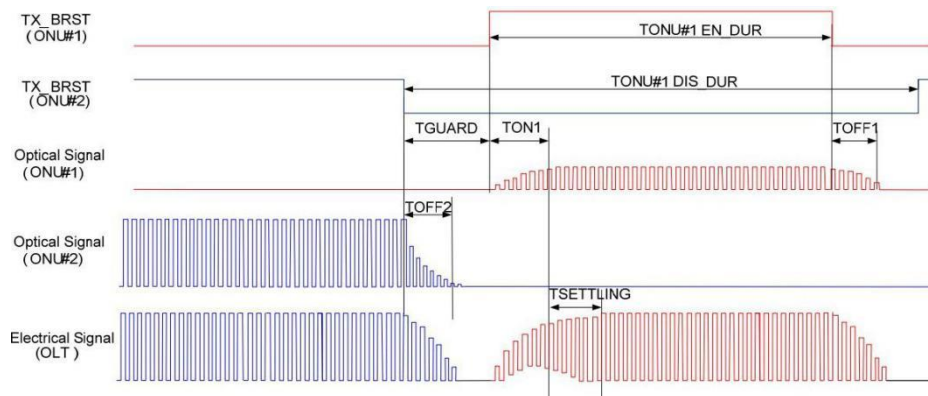 TX_BRST
(ONU#1)
TONU#1 EN_DUR
TX_BRST
(ONU#2)
TONU#1 DIS_DUR
TGUARD
TON1
TOFF1
Optical Signal
(ONU#1)
TOFF2
Optical Signal
(ONU#2)
TSETTLING
Electrical Signal
(OLT )